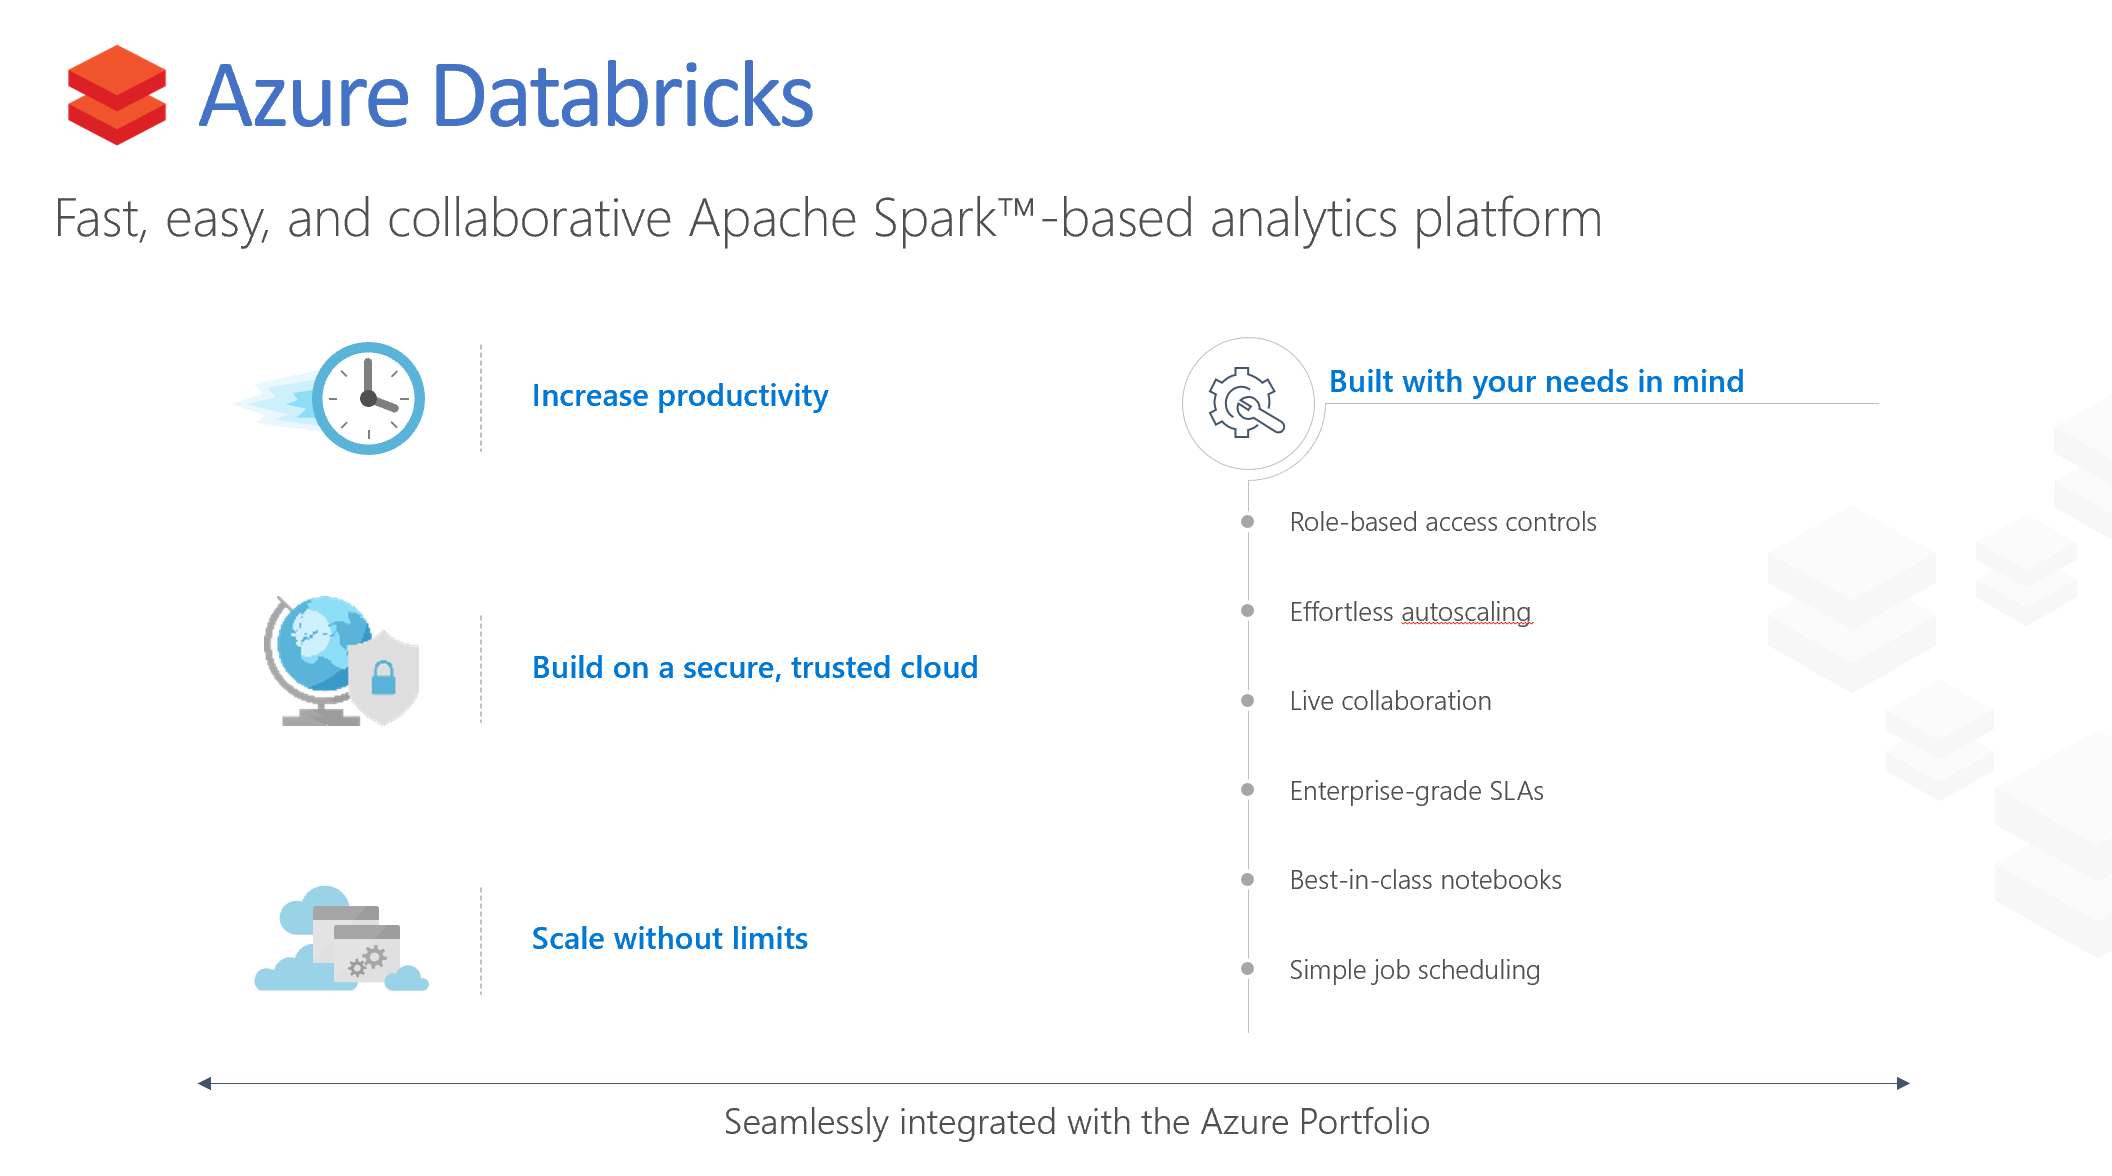 Azure Databricks
Fast, easy, and collaborative Apache Spark™-based analytics platform
Increase productivity
Build on a secure, trusted cloud
Scale without limits
Built with your needs in mind
Role-based access controls
Effortless autoscaling
Live collaboration
Enterprise-grade SLAs
Best-in-class notebooks
Simple job scheduling
Seamlessly integrated with the Azure Portfolio